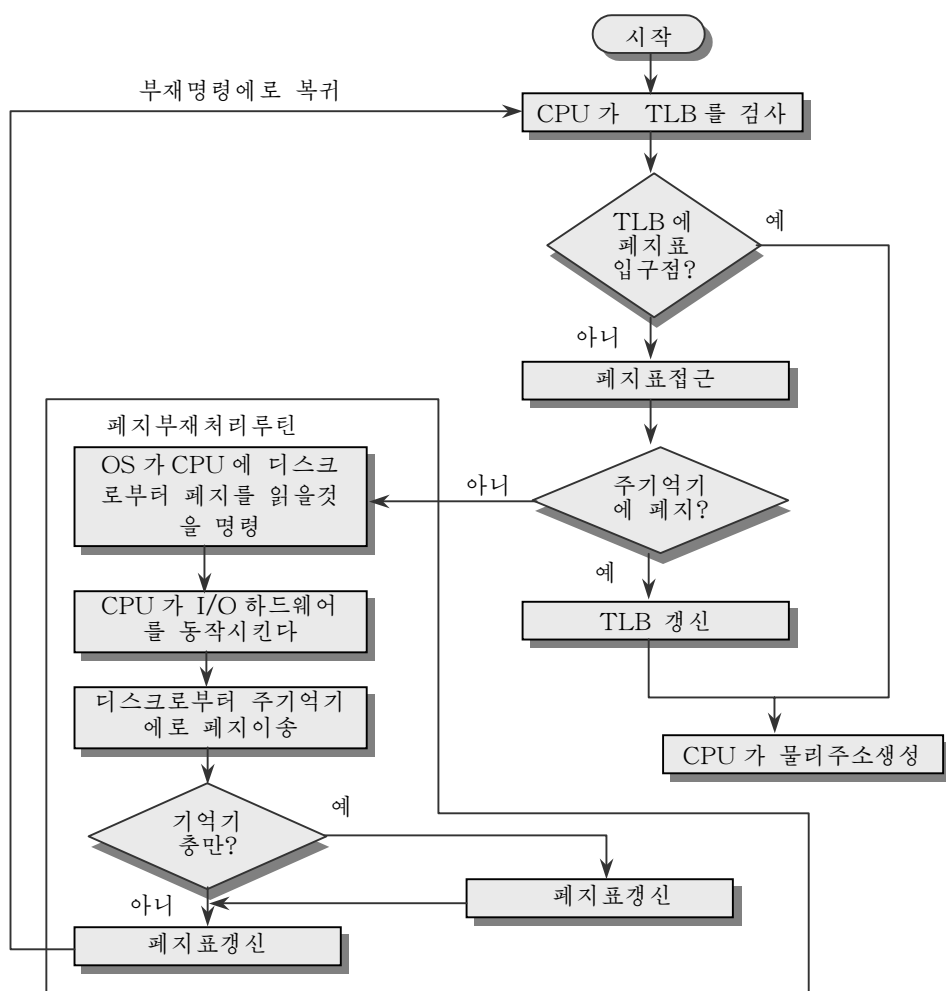 시작
부재명령에로 복귀
CPU 가 TLB 를 검사
TLB 에
페지표
입구점?
예
아니
페지표접근
페지부재처리루틴
OS 가 CPU 에 디스크
로부터 페지를 읽을것
을 명령
아니
주기억기
에 페지?
예
CPU 가 I/O 하드웨어
를 동작시킨다
TLB 갱신
디스크로부터 주기억기
에로 페지이송
CPU 가 물리주소생성
기억기
충만?
예
페지표갱신
아니
페지표갱신